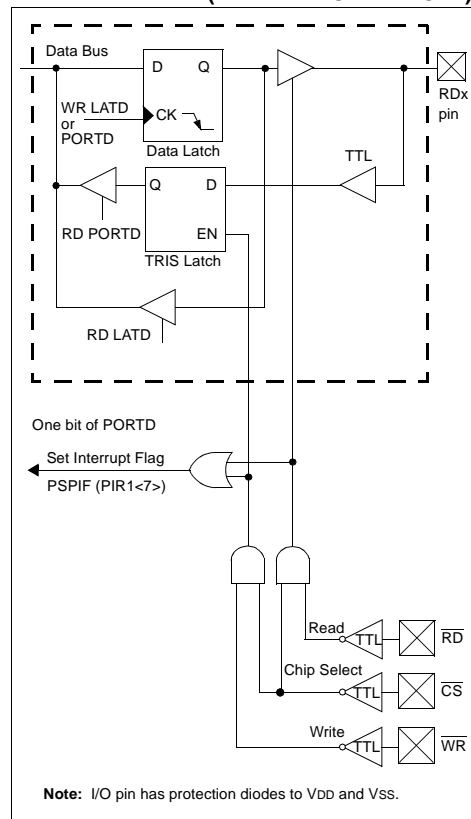 Data Bus
D
Q
WR LATD
or
PORTD
CK
Data Latch
RDx
pin
TTL
Q
D
EN
RD PORTD
TRIS Latch
RD LATD
One bit of PORTD
Set Interrupt Flag
PSPIF (PIR1<7>)
Read
TTL
RD
Chip Select
TTL
CS
Write
TTL
WR
Note: I/O pin has protection diodes to VDD and VSS.